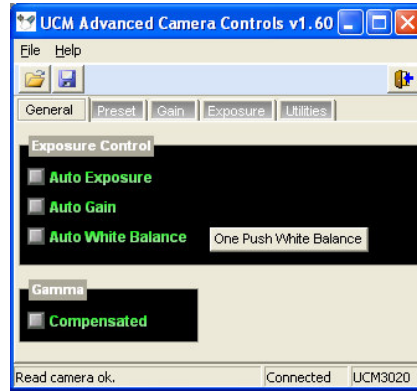 UCM Advanced Camera Controls v1.60
File Help
General Preset Gain Exposure Utilities
Exposure Control
Auto Exposure
Auto Gain
Auto White Balance One Push White Balance
Gamma
Compensated
Read camera ok. Connected UCM3020